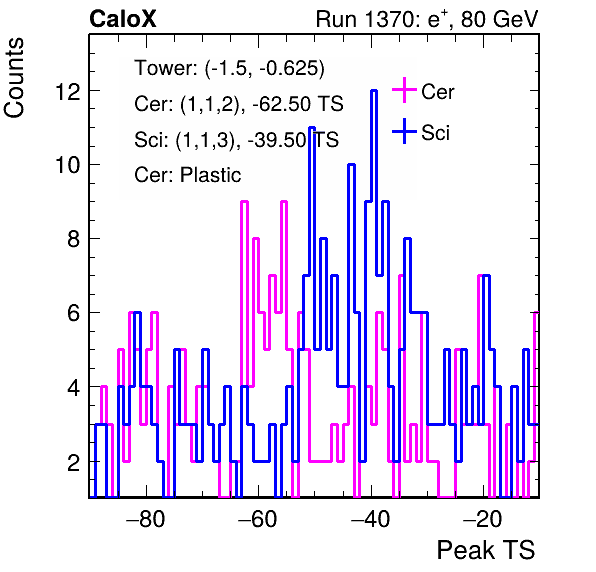 CaloX
Run 1370: e+, 80 GeV
Counts
Tower: (-1.5, -0.625)
Cer: (1,1,2), -62.50 TS
Sci: (1,1,3), -39.50 TS
Cer: Plastic
Cer
Sci
12
10
8
6
4
2
−80
−60
−40
−20
Peak TS